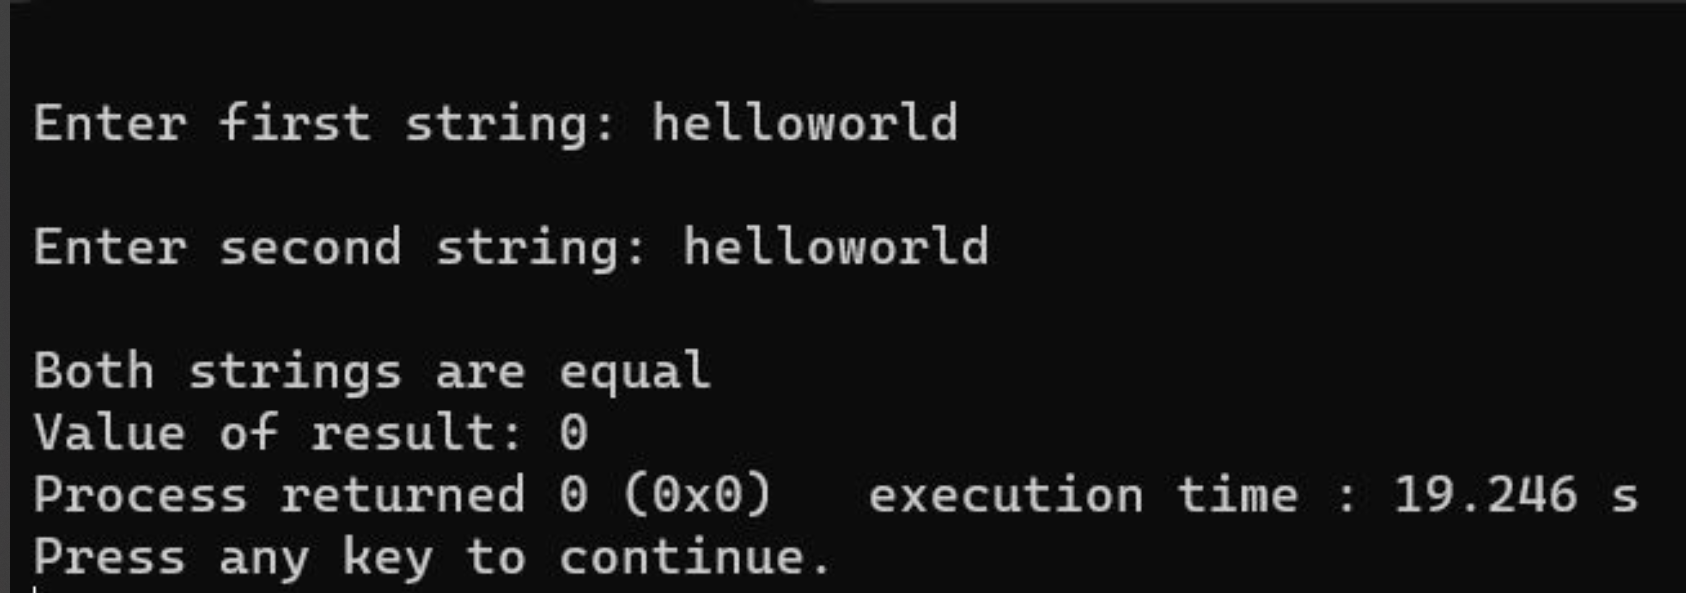 Enter first string: helloworld
Enter second string: helloworld
Both strings are equal
Value of result: 0
Process returned 0 (0x0)   execution time : 19.246 s
Press any key to continue.